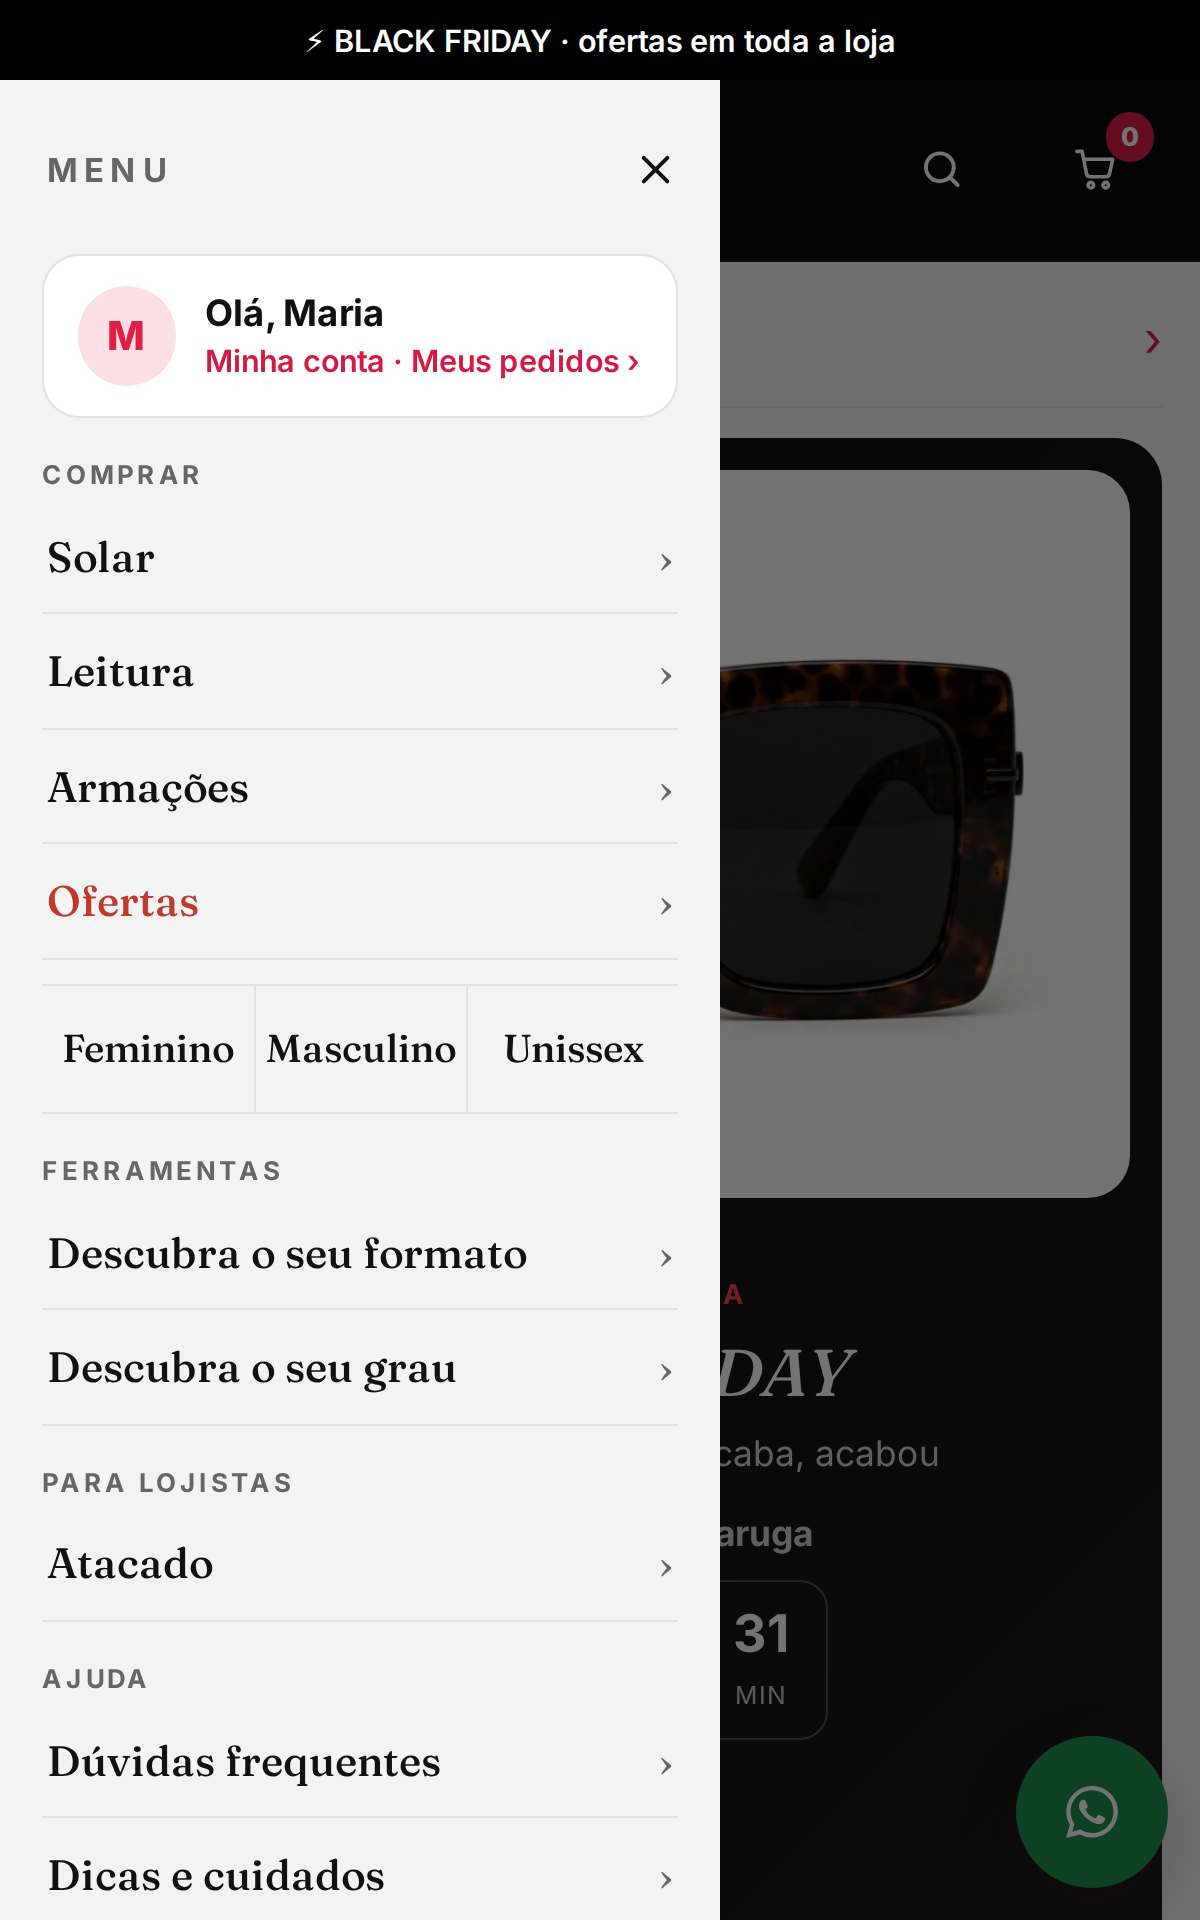 ⚡ BLACK FRIDAY · ofertas em toda a loja
MENU
0
M
Olá, Maria
Minha conta · Meus pedidos ›
COMPRAR
Solar
Leitura
Armações
Ofertas
Feminino Masculino Unissex
FERRAMENTAS
Descubra o seu formato
Descubra o seu grau
A
DAY
caba, acabou
aruga
31
MIN
PARA LOJISTAS
Atacado
AJUDA
Dúvidas frequentes
Dicas e cuidados